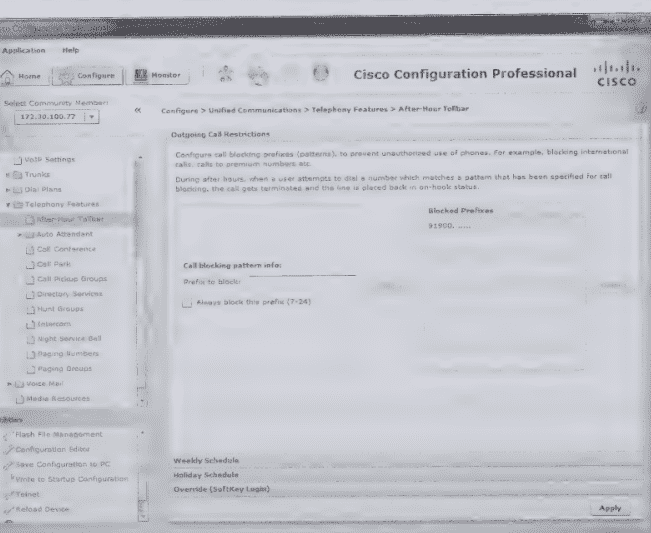 Application Help
Home Configure Monitor Cisco Configuration Professional CISCO
Select Community Member:
172.30.100.77
Configure > Unified Communications > Telephony Features > After-Hour Tollbar
Outgoing Call Restrictions
Configure call blocking prefixes (patterns), to prevent unauthorized use of phones. For example, blocking international
calls, calls to premium numbers etc.
During after hours, when a user attempts to dial a number which matches a pattern that has been specified for call
blocking, the call gets terminated and the line is placed back in on-hook status.
VoIP Settings
Trunks
Dial Plans
Telephony Features
After-Hour Tollbar
Auto Attendant
Call Conference
Call Park
Call Pickup Groups
Directory Services
Hunt Groups
Intercom
Night Service Bell
Paging Numbers
Paging Groups
Voice Mail
Media Resources
Blocked Prefixes
91900. .....
Call blocking pattern info:
Prefix to block:
Always block this prefix (7-24)
Utilities
Flash File Management
Configuration Editor
Save Configuration to PC
Write to Startup Configuration
Telnet
Reload Device
Weekly Schedule
Holiday Schedule
Override (SoftKey Login)
Apply